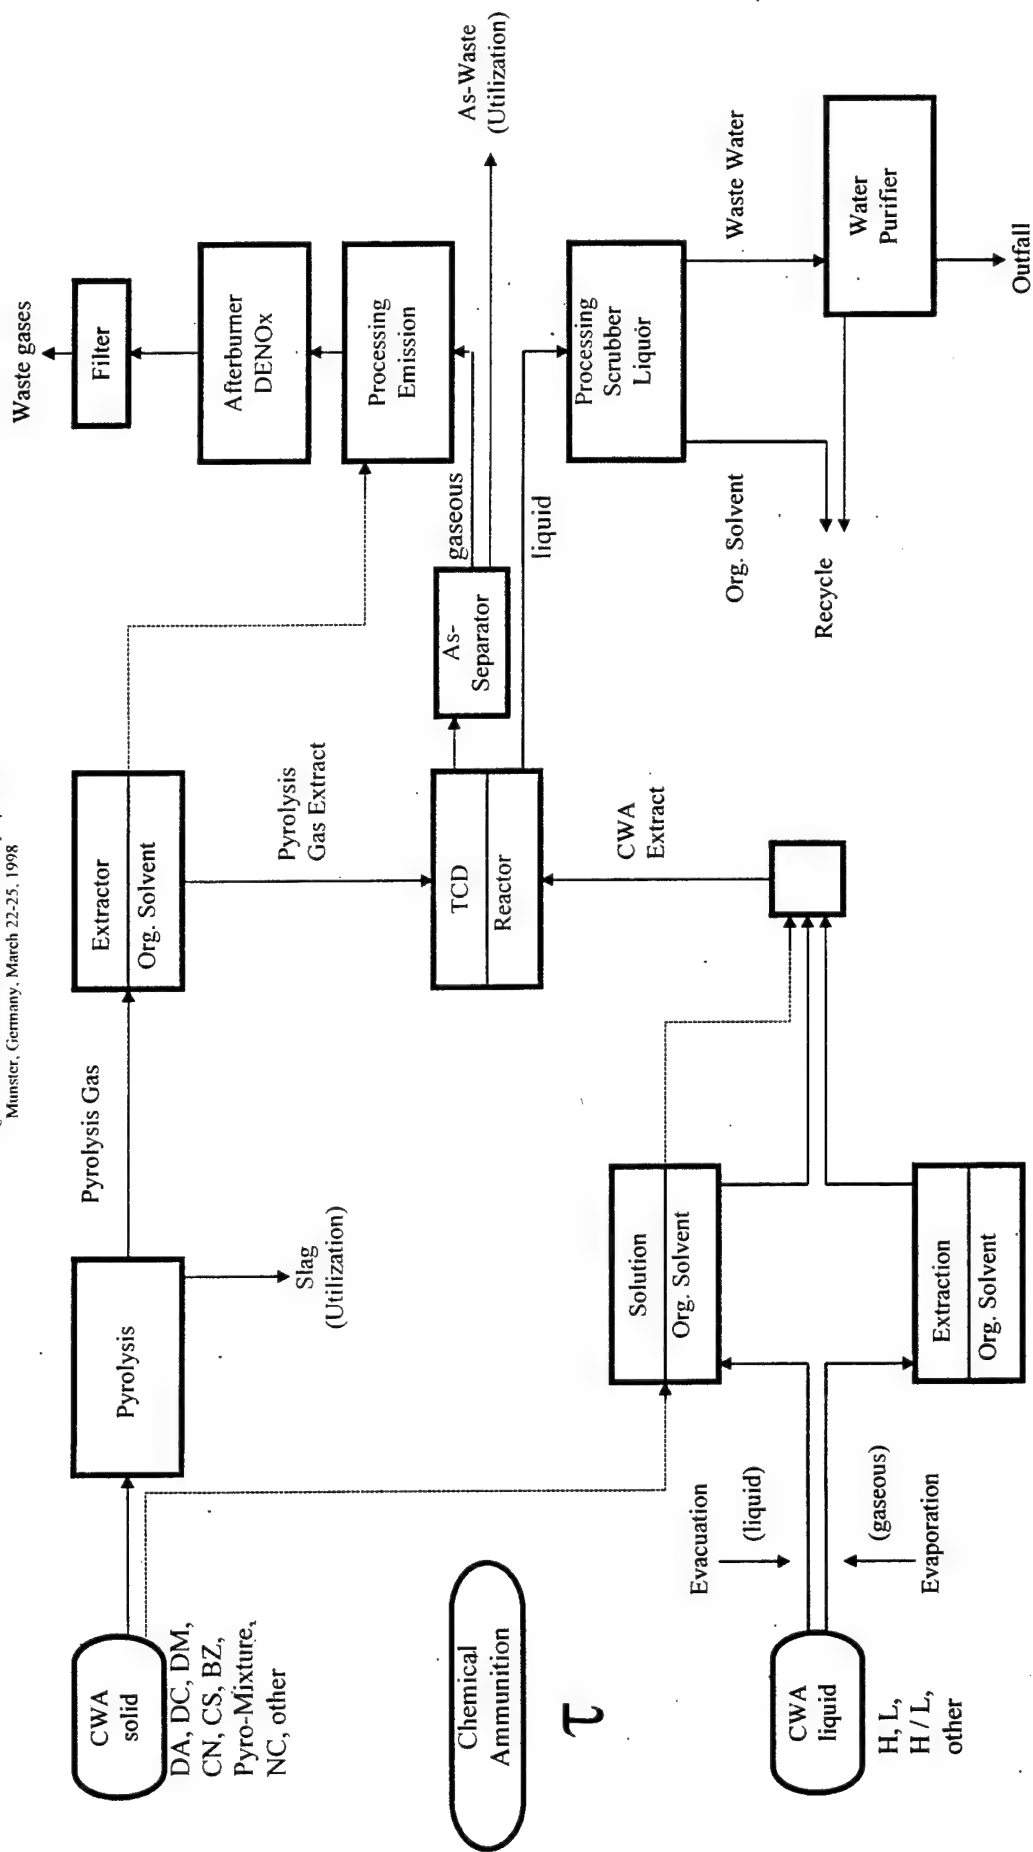 Munster, Germany, March 22-25, 1998
CWA
solid
DA, DC, DM,
CN, CS, BZ,
Pyro-Mixture,
NC, other
Pyrolysis
Slag
(Utilization)
Pyrolysis Gas
Extractor
Org. Solvent
Pyrolysis
Gas Extract
Waste gases
Filter
Afterburner
DENOx
Processing
Emission
Chemical
Ammunition
τ
TCD
Reactor
As-
Separator
gaseous
liquid
As-Waste
(Utilization)
Processing
Scrubber
Liquor
Org. Solvent
Waste Water
Recycle
Water
Purifier
Outfall
CWA
Extract
CWA
liquid
H, L,
H / L,
other
Evacuation
(liquid)
(gaseous)
Evaporation
Solution
Org. Solvent
Extraction
Org. Solvent